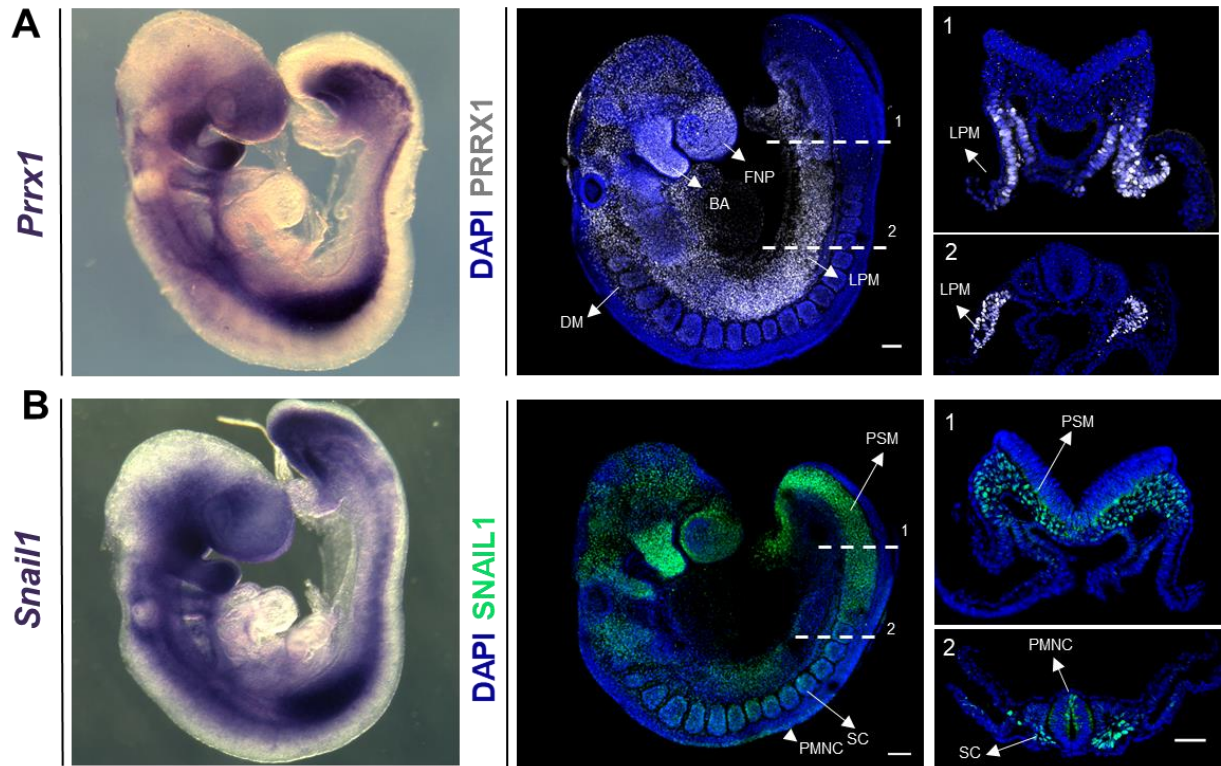 A
Prrx1
DAPI PRRX1
1
FNP
BA
2
LPM
DM
1
LPM
2
LPM
B
Snail1
DAPI SNAIL1
PSM
1
2
SC
PMNC
1
PSM
2
PMNC
SC